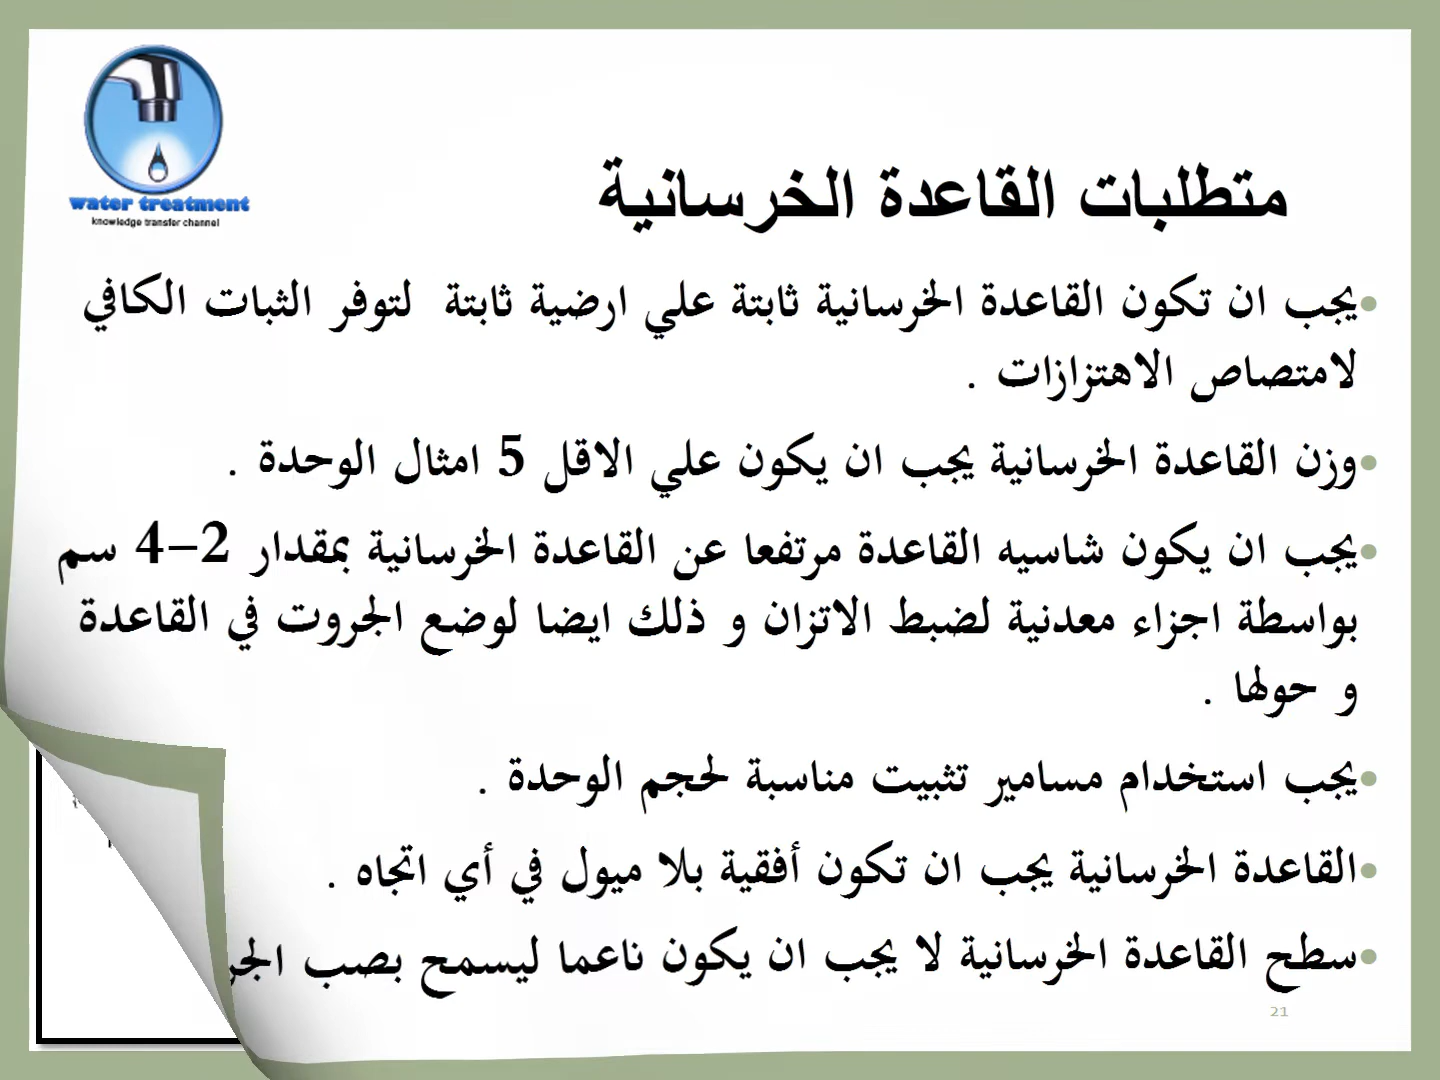 water treatment
knowledge transfer channel
متطلبات القاعدة الخرسانية
•يجب ان تكون القاعدة الخرسانية ثابتة علي ارضية ثابتة لتوفر الثبات الكافي
لامتصاص الاهتزازات .
•وزن القاعدة الخرسانية يجب ان يكون علي الاقل 5 امثال الوحدة .
•يجب ان يكون شاسيه القاعدة مرتفعا عن القاعدة الخرسانية بمقدار 2-4 سم
بواسطة اجزاء معدنية لضبط الاتزان و ذلك ايضا لوضع الجروت في القاعدة
و حولها .
•يجب استخدام مسامير تثبيت مناسبة لحجم الوحدة .
•القاعدة الخرسانية يجب ان تكون أفقية بلا ميول في أي اتجاه .
•سطح القاعدة الخرسانية لا يجب ان يكون ناعما ليسمح بصب
21